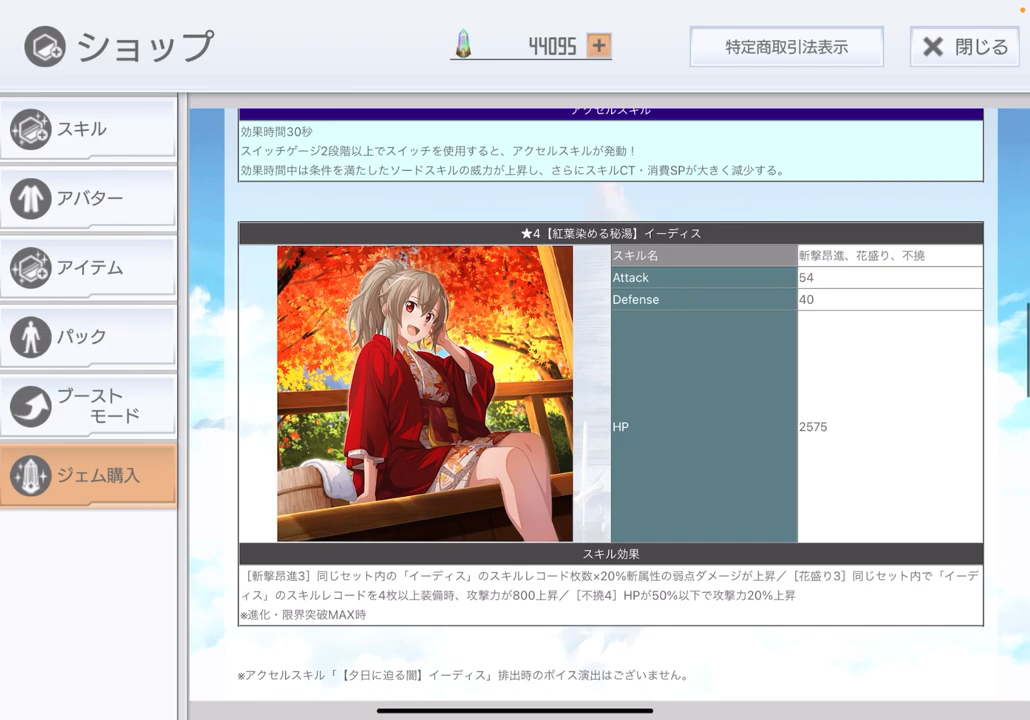 ショップ
44095
特定商取引法表示
閉じる
スキル
アバター
アイテム
パック
ブースト
モード
ジェム購入
アクセルスキル
効果時間30秒
スイッチゲージ2段階以上でスイッチを使用すると、アクセルスキルが発動！
効果時間中は条件を満たしたソードスキルの威力が上昇し、さらにスキルCT・消費SPが大きく減少する。
★4【紅葉染める秘湯】イーディス
スキル名
斬撃昂進、花盛り、不撓
Attack
54
Defense
40
HP
2575
スキル効果
［斬撃昂進3］同じセット内の「イーディス」のスキルレコード枚数×20%斬属性の弱点ダメージが上昇／［花盛り3］同じセット内で「イーデ
ィス」のスキルレコードを4枚以上装備時、攻撃力が800上昇／［不撓4］HPが50%以下で攻撃力20%上昇
※進化・限界突破MAX時
※アクセルスキル「【夕日に迫る闇】イーディス」排出時のボイス演出はございません。